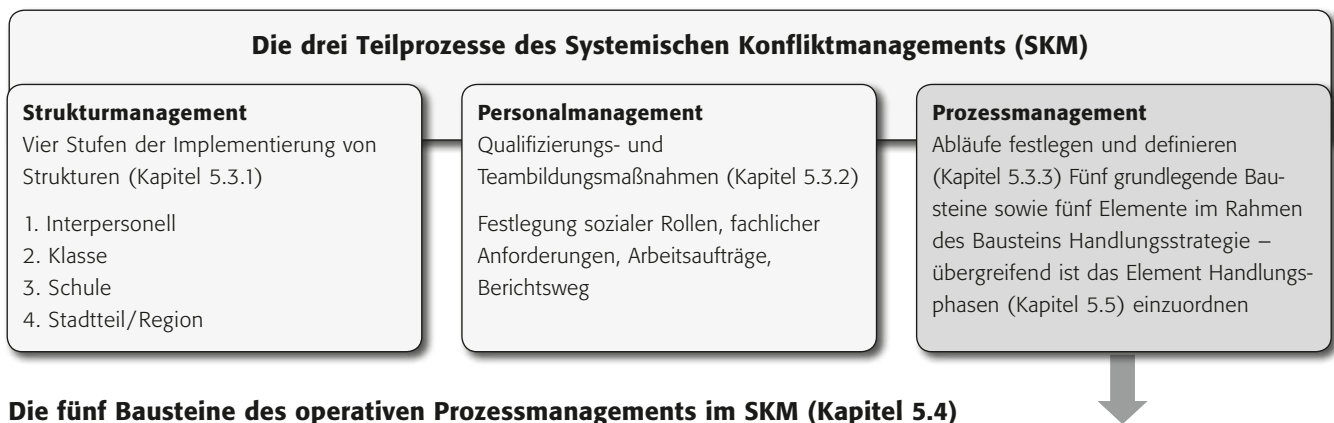 Die drei Teilprozesse des Systemischen Konfliktmanagements (SKM)
Strukturmanagement
Vier Stufen der Implementierung von
Strukturen (Kapitel 5.3.1)
1. Interpersonell
2. Klasse
3. Schule
4. Stadtteil/Region
Personalmanagement
Qualifizierungs- und
Teambildungsmaßnahmen (Kapitel 5.3.2)
Festlegung sozialer Rollen, fachlicher
Anforderungen, Arbeitsaufträge,
Berichtsweg
Prozessmanagement
Abläufe festlegen und definieren
(Kapitel 5.3.3) Fünf grundlegende Bau-
steine sowie fünf Elemente im Rahmen
des Bausteins Handlungsstrategie –
übergreifend ist das Element Handlungs-
phasen (Kapitel 5.5) einzuordnen
Die fünf Bausteine des operativen Prozessmanagements im SKM (Kapitel 5.4)